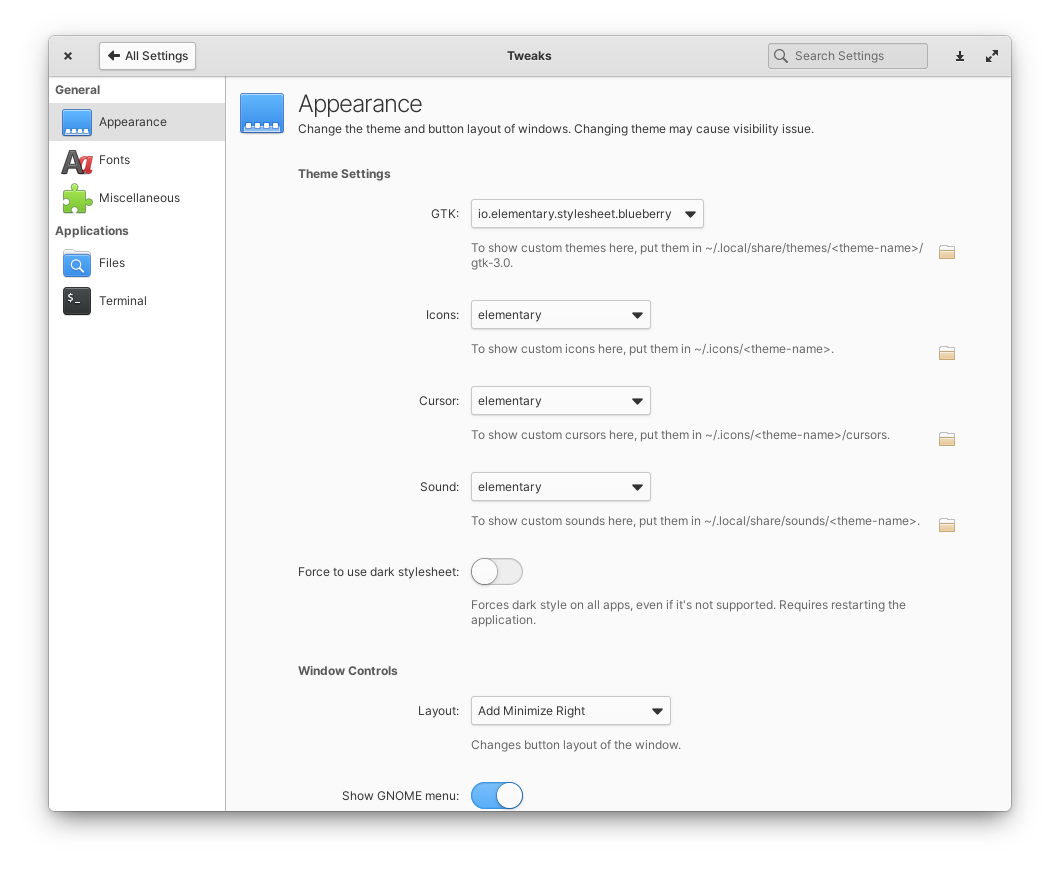 All Settings
Tweaks
Search Settings
General
Appearance
Fonts
Miscellaneous
Applications
Files
$_
Terminal
Appearance
Change the theme and button layout of windows. Changing theme may cause visibility issue.
Theme Settings
GTK: io.elementary.stylesheet.blueberry
To show custom themes here, put them in ~/.local/share/themes/<theme-name>/
gtk-3.0.
Icons: elementary
To show custom icons here, put them in ~/.icons/<theme-name>.
Cursor: elementary
To show custom cursors here, put them in ~/.icons/<theme-name>/cursors.
Sound: elementary
To show custom sounds here, put them in ~/.local/share/sounds/<theme-name>.
Force to use dark stylesheet:
Forces dark style on all apps, even if it's not supported. Requires restarting the
application.
Window Controls
Layout: Add Minimize Right
Changes button layout of the window.
Show GNOME menu: